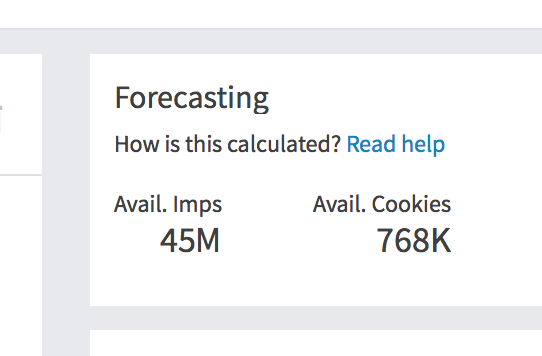 Forecasting
How is this calculated? Read help
Avail. Imps Avail. Cookies
45M 768K